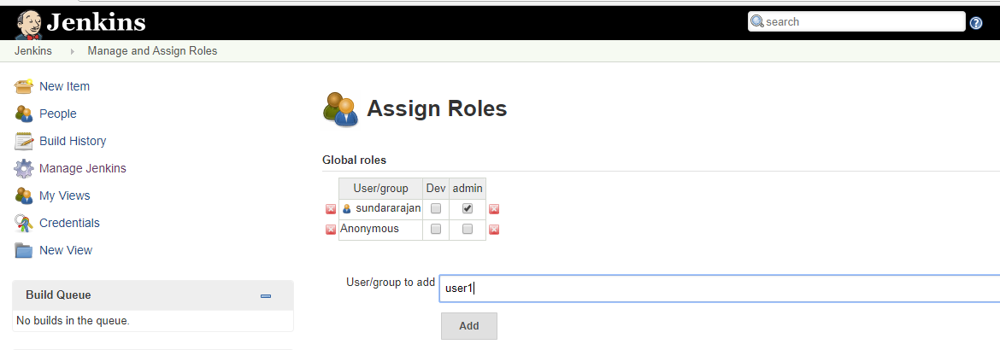 Jenkins
search
Jenkins Manage and Assign Roles
New Item
People
Build History
Manage Jenkins
My Views
Credentials
New View
Build Queue
No builds in the queue.
Assign Roles
Global roles
User/group Dev admin
sundararajan
Anonymous
User/group to add user1
Add